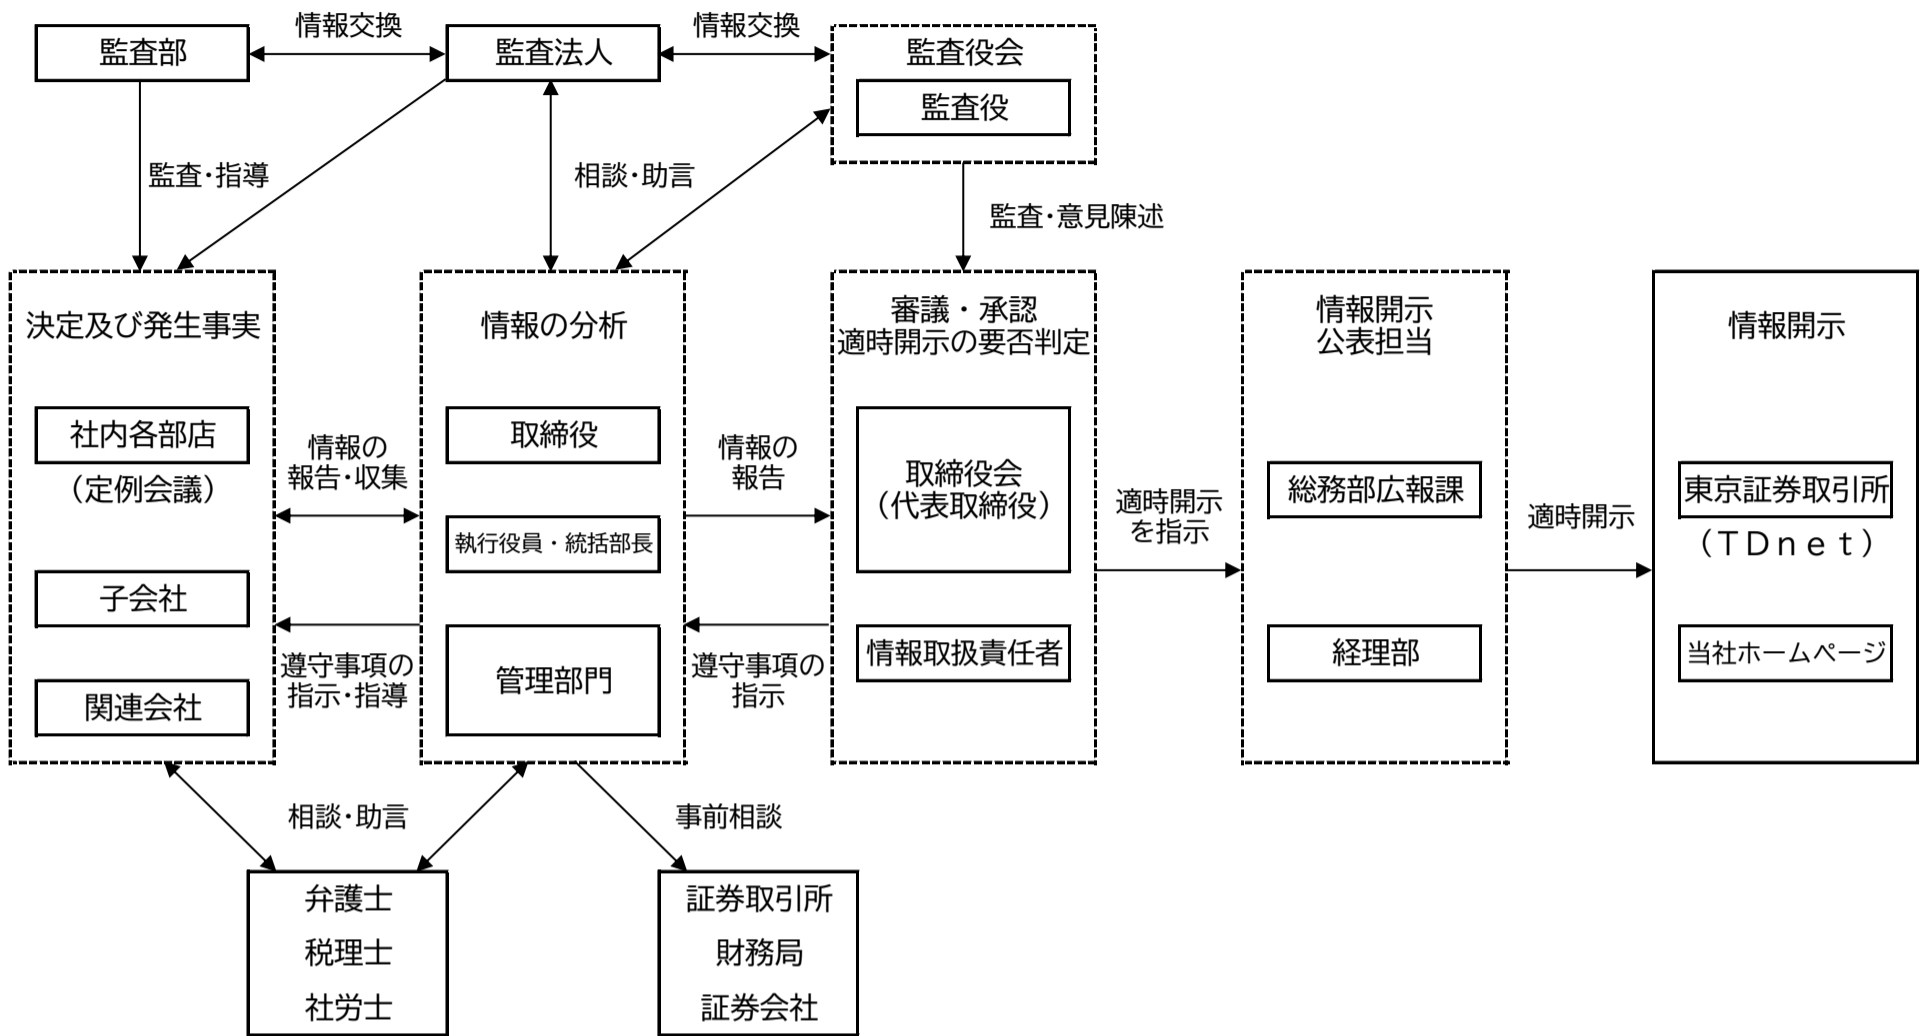 情報交換
情報交換
監査部
監査法人
監査役会
監査役
監査・指導
相談・助言
監査・意見陳述
決定及び発生事実
社内各部店
（定例会議）
子会社
関連会社
情報の
報告・収集
遵守事項の
指示・指導
情報の分析
取締役
執行役員・統括部長
管理部門
情報の
報告
遵守事項の
指示
審議・承認
適時開示の要否判定
取締役会
（代表取締役）
情報取扱責任者
適時開示
を指示
情報開示
公表担当
総務部広報課
経理部
適時開示
情報開示
東京証券取引所
（ＴＤｎｅｔ）
当社ホームページ
相談・助言
事前相談
弁護士
税理士
社労士
証券取引所
財務局
証券会社